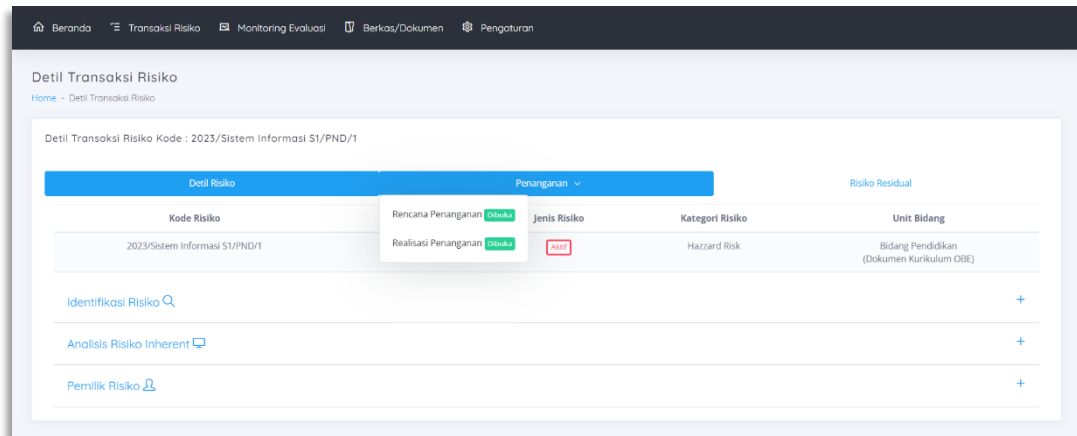 Beranda Transaksi Risiko Monitoring Evaluasi Berkas/Dokumen Pengaturan
Detil Transaksi Risiko
Home - Detil Transaksi Risiko
Detil Transaksi Risiko Kode : 2023/Sistem Informasi S1/PND/1
Detil Risiko Penanganan Risiko Residual
Rencana Penanganan Dibuka
Realisasi Penanganan Dibuka
Kode Risiko Jenis Risiko Kategori Risiko Unit Bidang
2023/Sistem Informasi S1/PND/1 Aktif Hazzard Risk Bidang Pendidikan
(Dokumen Kurikulum OBE)
Identifikasi Risiko
Analisis Risiko Inherent
Pemilik Risiko